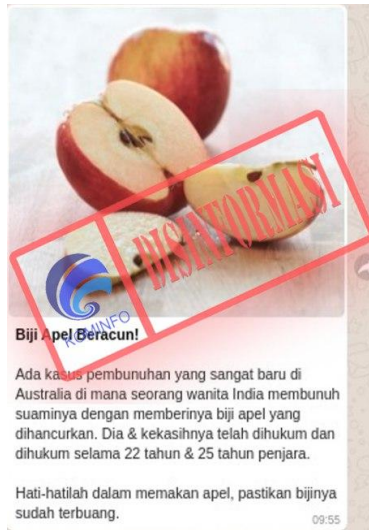 DISINFORMASI
KOMINFO
Biji Apel Beracun!
Ada kasus pembunuhan yang sangat baru di
Australia di mana seorang wanita India membunuh
suaminya dengan memberinya biji apel yang
dihancurkan. Dia & kekasihnya telah dihukum dan
dihukum selama 22 tahun & 25 tahun penjara.
Hati-hatilah dalam memakan apel, pastikan bijinya
sudah terbuang.
09:55